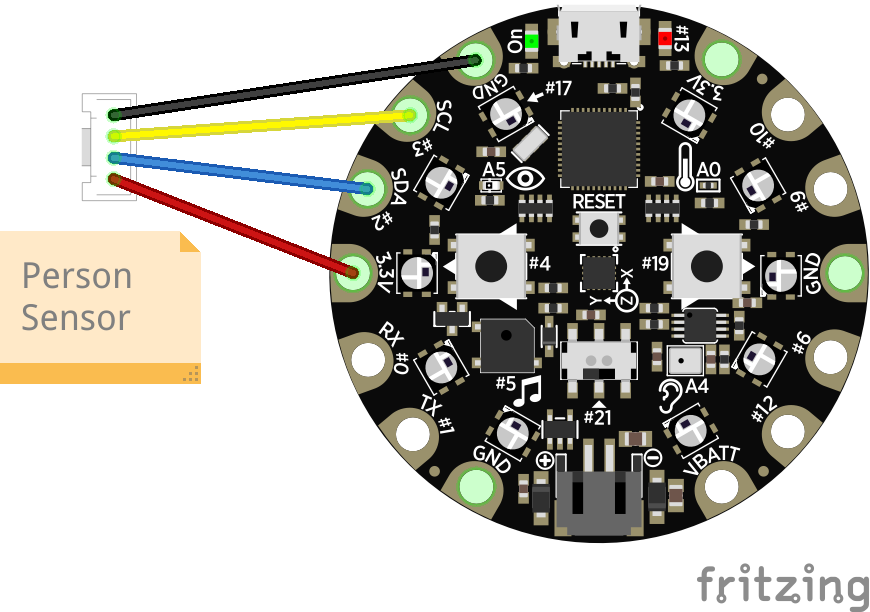 On
#13
GND
3.3V
#17
SCL
#3
#10
A5
A0
SDA
#2
#9
RESET
3.3V
#4
#19
GND
X
Y
Z
RX #0
#6
#5
A4
TX #1
#21
#12
GND
VBATT
Person
Sensor
fritzing